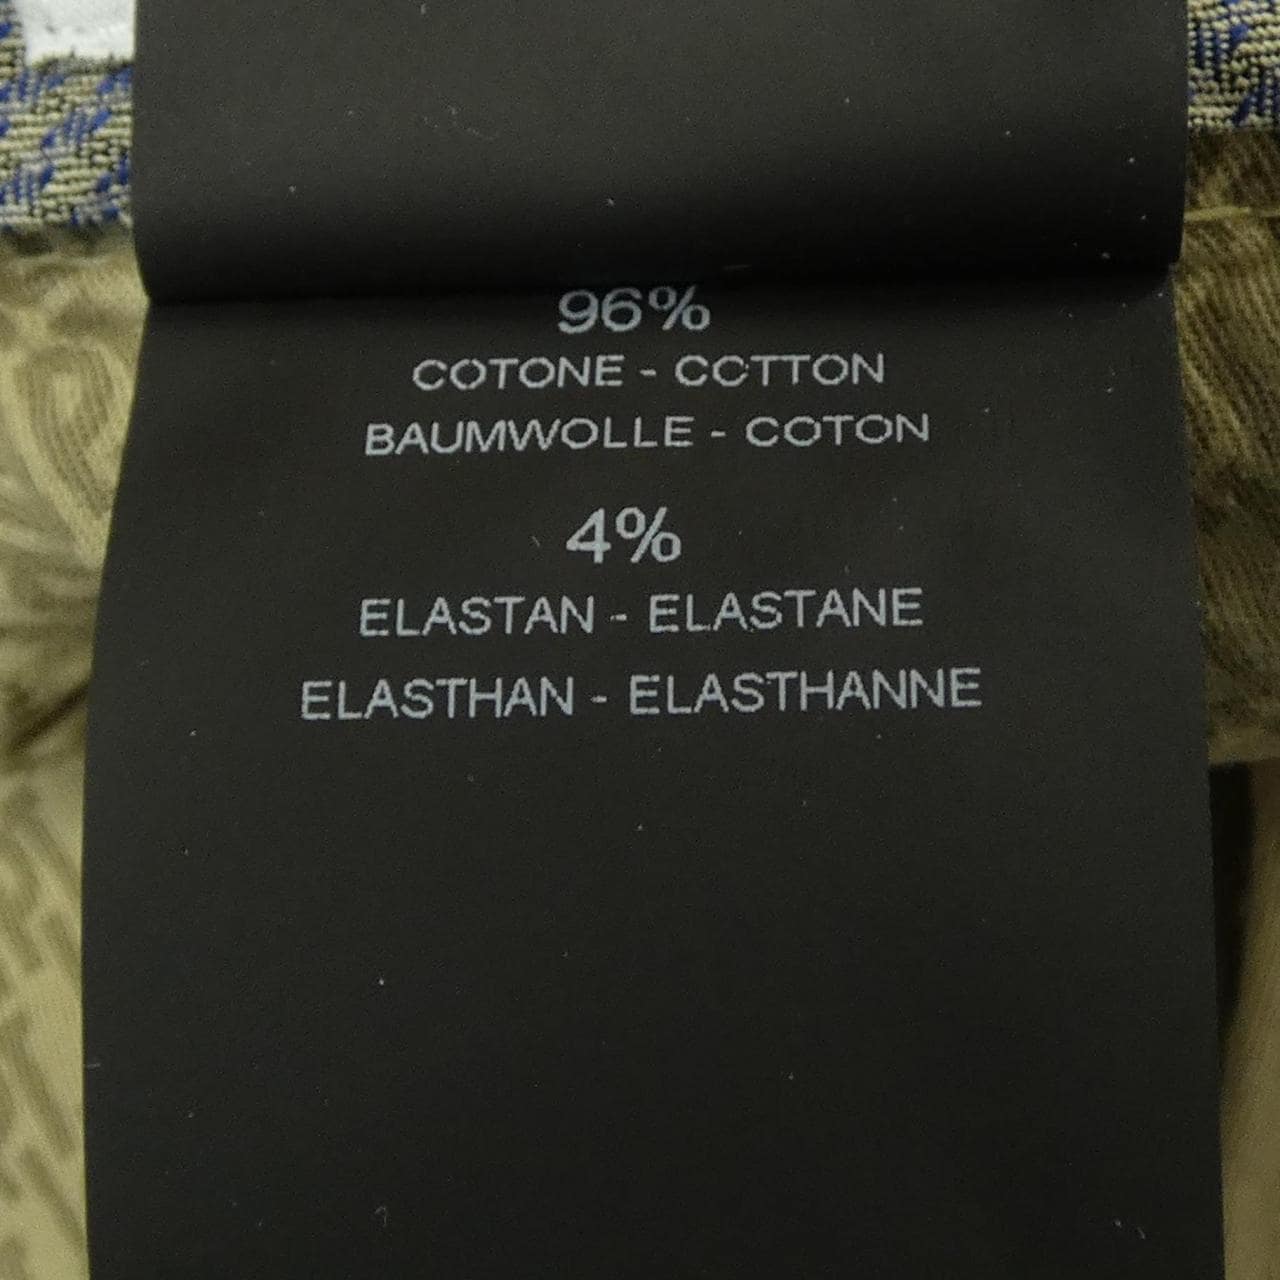 96%
COTONE - COTTON
BAUMWOLLE - COTON
4%
ELASTAN - ELASTANE
ELASTHAN - ELASTHANNE